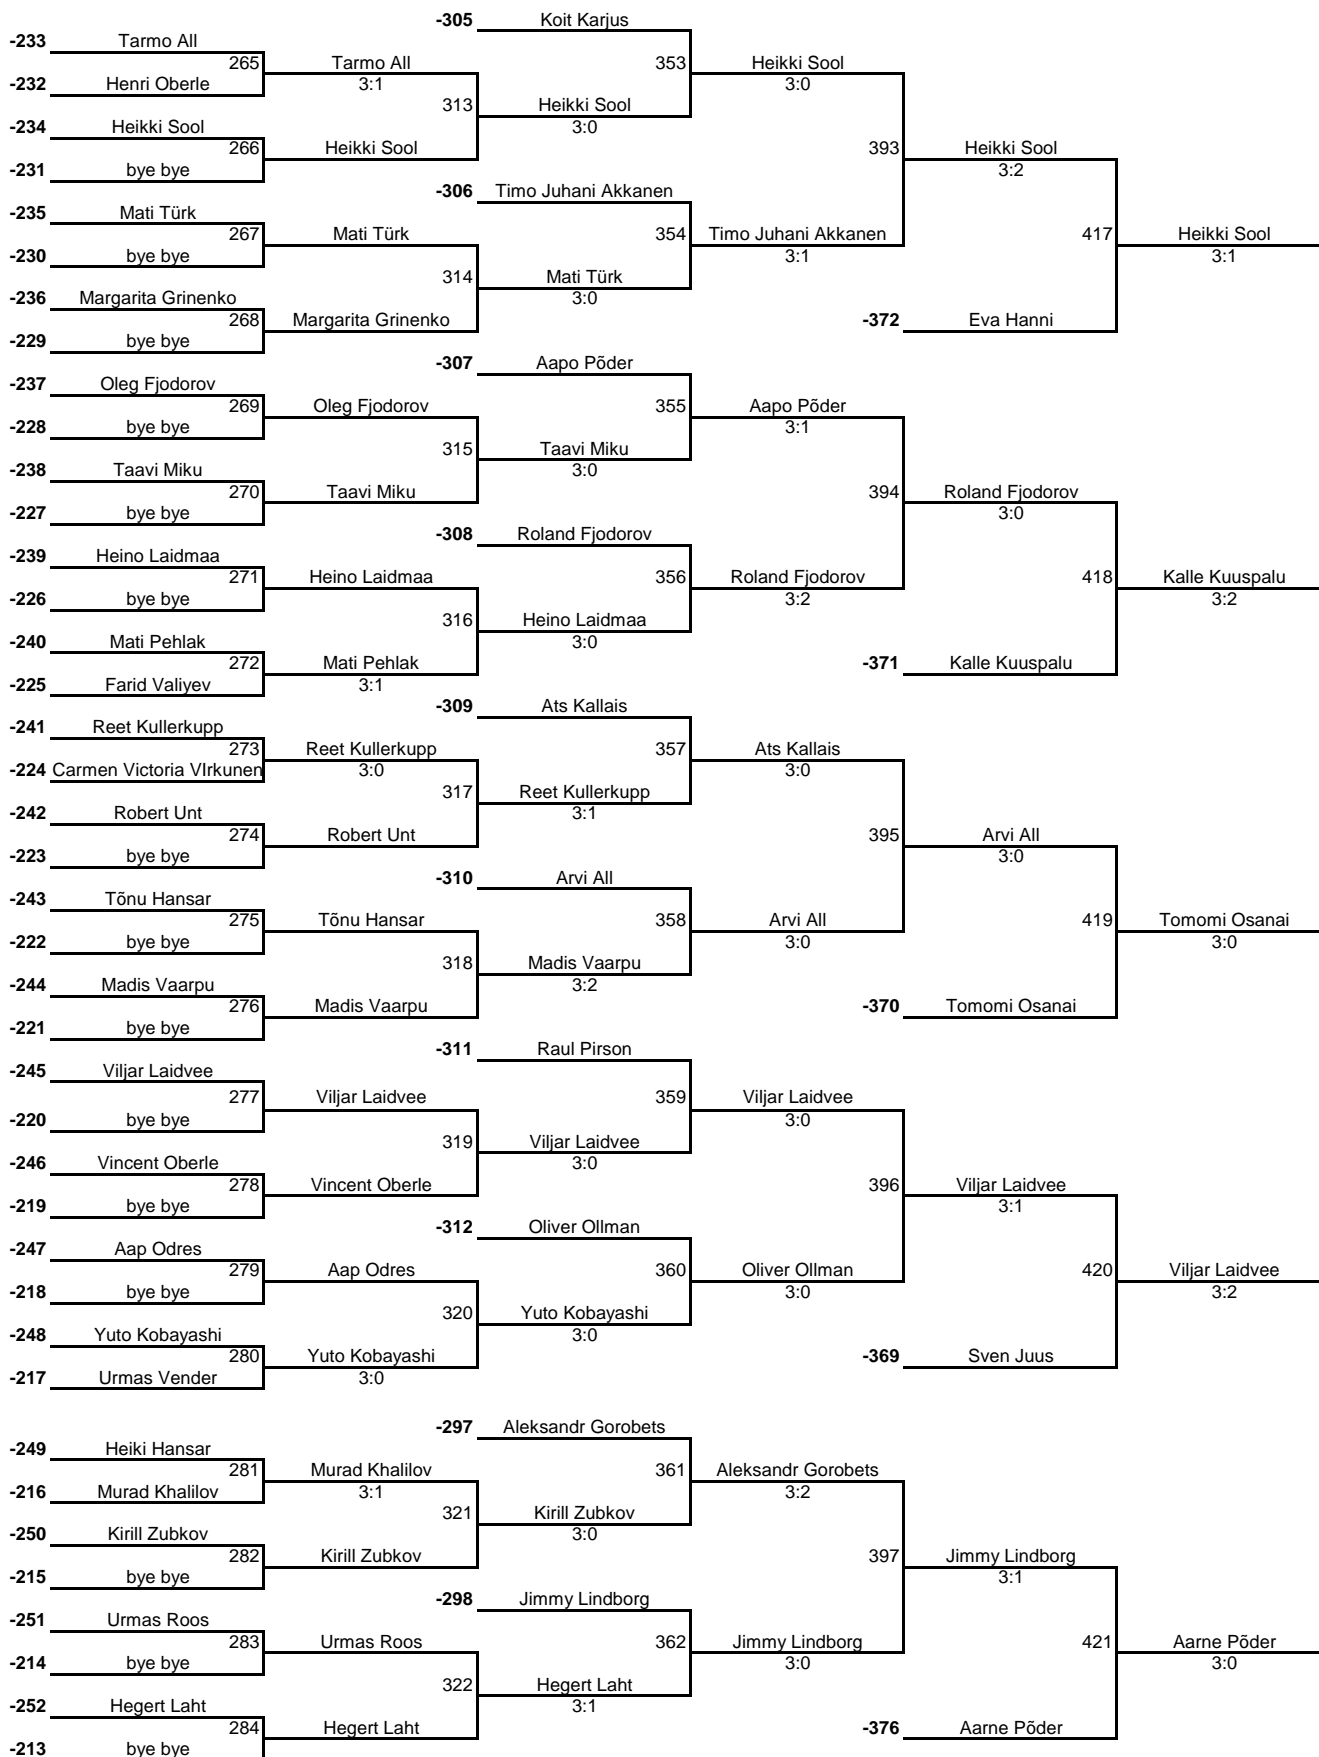 -305 Koit Karjus
-233 Tarmo All
265 Tarmo All 353 Heikki Sool
-232 Henri Oberle 3:1 3:0
313 Heikki Sool
-234 Heikki Sool 3:0
266 Heikki Sool 393 Heikki Sool
-231 bye bye 3:2
-306 Timo Juhani Akkanen
-235 Mati Türk
267 Mati Türk 354 Timo Juhani Akkanen 417 Heikki Sool
-230 bye bye 3:1 3:1
314 Mati Türk
-236 Margarita Grinenko 3:0
268 Margarita Grinenko -372 Eva Hanni
-229 bye bye
-307 Aapo Põder
-237 Oleg Fjodorov
269 Oleg Fjodorov 355 Aapo Põder
-228 bye bye 3:1
315 Taavi Miku
-238 Taavi Miku 3:0
270 Taavi Miku 394 Roland Fjodorov
-227 bye bye 3:0
-308 Roland Fjodorov
-239 Heino Laidmaa
271 Heino Laidmaa 356 Roland Fjodorov 418 Kalle Kuuspalu
-226 bye bye 3:2 3:2
316 Heino Laidmaa
-240 Mati Pehlak 3:0
272 Mati Pehlak -371 Kalle Kuuspalu
-225 Farid Valiyev 3:1
-309 Ats Kallais
-241 Reet Kullerkupp
273 Reet Kullerkupp 357 Ats Kallais
-224 Carmen Victoria VIrkunen 3:0 3:0
317 Reet Kullerkupp
-242 Robert Unt 3:1
274 Robert Unt 395 Arvi All
-223 bye bye 3:0
-310 Arvi All
-243 Tõnu Hansar
275 Tõnu Hansar 358 Arvi All 419 Tomomi Osanai
-222 bye bye 3:0 3:0
318 Madis Vaarpu
-244 Madis Vaarpu 3:2
276 Madis Vaarpu -370 Tomomi Osanai
-221 bye bye
-311 Raul Pirson
-245 Viljar Laidvee
277 Viljar Laidvee 359 Viljar Laidvee
-220 bye bye 3:0
319 Viljar Laidvee
-246 Vincent Oberle 3:0
278 Vincent Oberle 396 Viljar Laidvee
-219 bye bye 3:1
-312 Oliver Ollman
-247 Aap Odres
279 Aap Odres 360 Oliver Ollman 420 Viljar Laidvee
-218 bye bye 3:0 3:2
320 Yuto Kobayashi
-248 Yuto Kobayashi 3:0
280 Yuto Kobayashi -369 Sven Juus
-217 Urmas Vender 3:0
-297 Aleksandr Gorobets
-249 Heiki Hansar
281 Murad Khalilov 361 Aleksandr Gorobets
-216 Murad Khalilov 3:1 3:2
321 Kirill Zubkov
-250 Kirill Zubkov 3:0
282 Kirill Zubkov 397 Jimmy Lindborg
-215 bye bye 3:1
-298 Jimmy Lindborg
-251 Urmas Roos
283 Urmas Roos 362 Jimmy Lindborg 421 Aarne Põder
-214 bye bye 3:0 3:0
322 Hegert Laht
-252 Hegert Laht 3:1
284 Hegert Laht -376 Aarne Põder
-213 bye bye